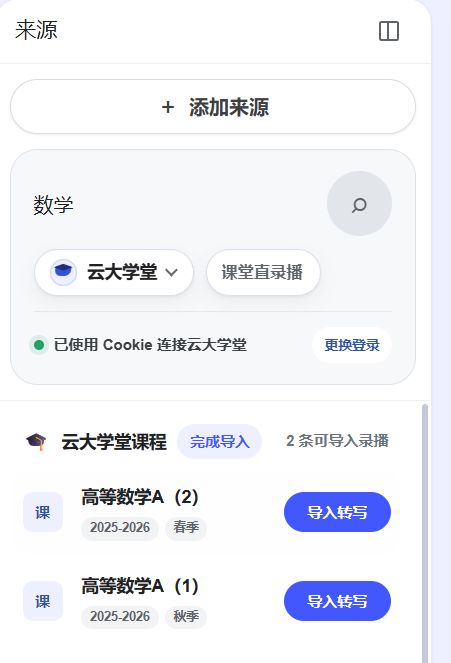 来源
+ 添加来源
数学
云大学堂 课堂直录播
已使用 Cookie 连接云大学堂 更换登录
云大学堂课程 完成导入 2 条可导入录播
课 高等数学A（2） 导入转写
2025-2026 春季
课 高等数学A（1） 导入转写
2025-2026 秋季